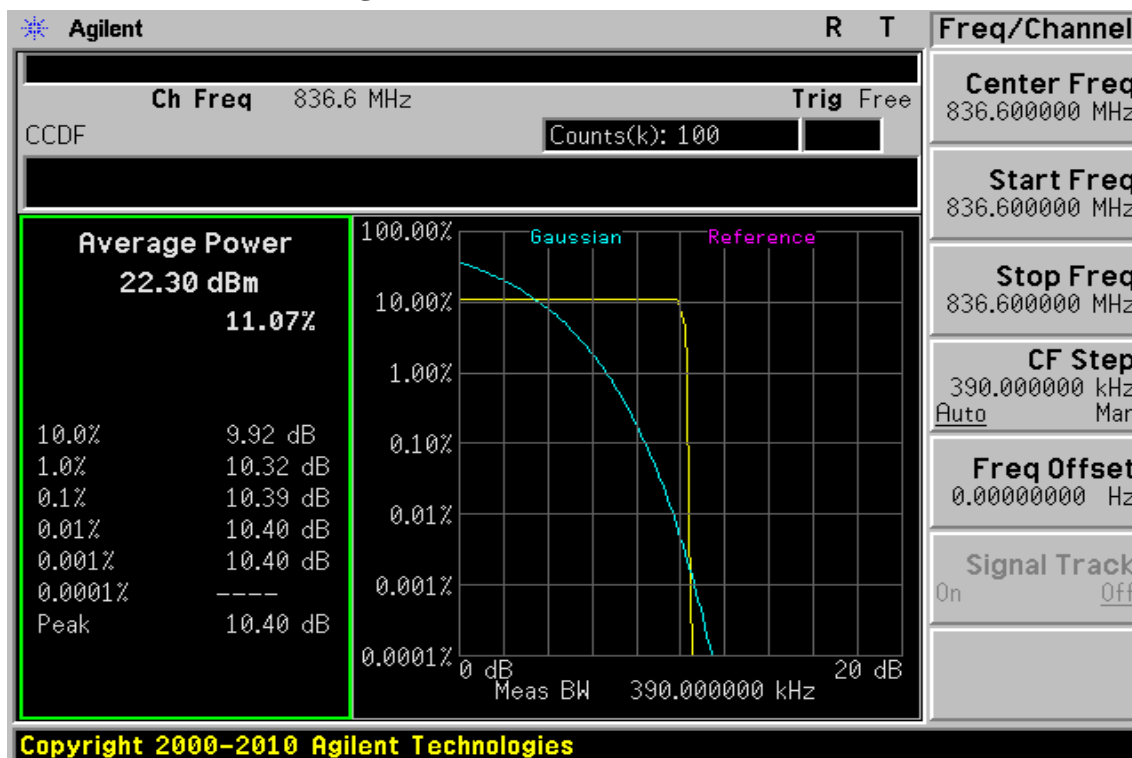 Agilent R T
Freq/Channel
Ch Freq 836.6 MHz Trig Free
CCDF Counts(k): 100
Center Freq
836.600000 MHz
Start Freq
836.600000 MHz
Stop Freq
836.600000 MHz
CF Step
390.000000 kHz
Auto Man
Freq Offset
0.00000000 Hz
Signal Track
On Off
Average Power
22.30 dBm
11.07%
10.0% 9.92 dB
1.0% 10.32 dB
0.1% 10.39 dB
0.01% 10.40 dB
0.001% 10.40 dB
0.0001% ----
Peak 10.40 dB
Gaussian Reference
100.00%
10.00%
1.00%
0.10%
0.01%
0.001%
0.0001%
0 dB 20 dB
Meas BW 390.000000 kHz
Copyright 2000-2010 Agilent Technologies